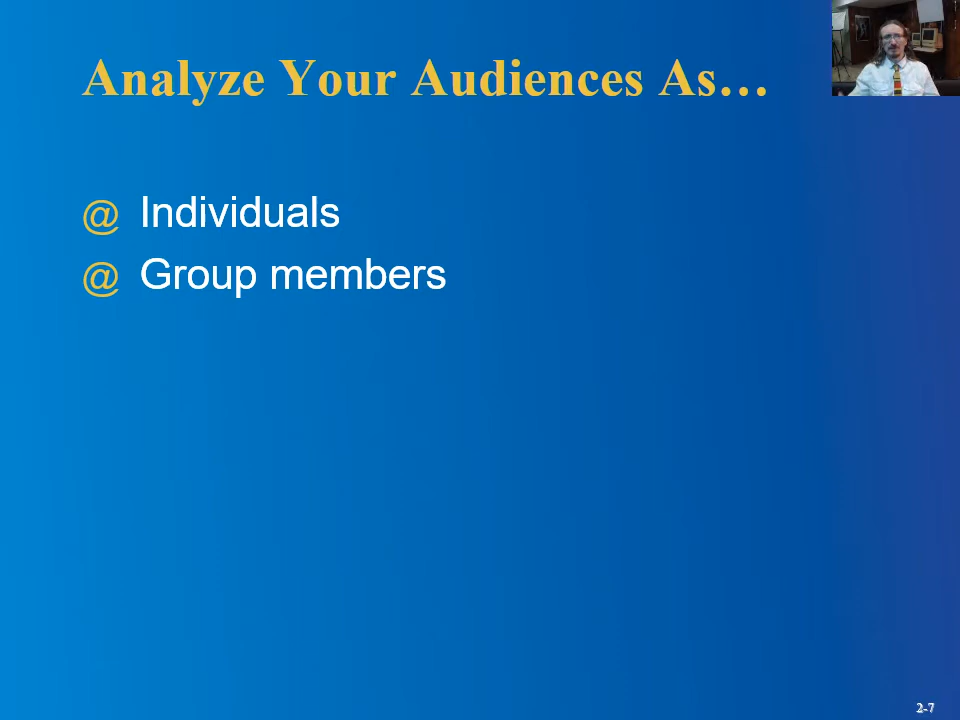 Analyze Your Audiences As…
@ Individuals
@ Group members
2-7